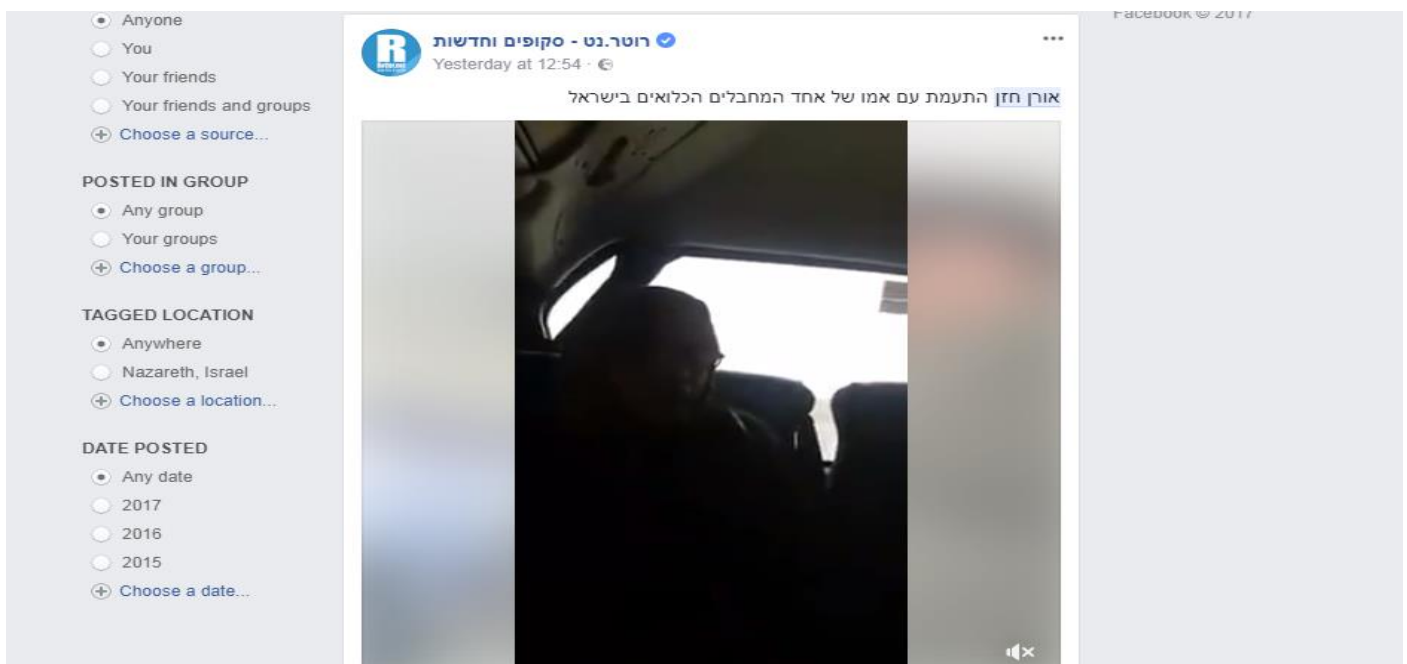 Anyone
You
Your friends
Your friends and groups
Choose a source...
POSTED IN GROUP
Any group
Your groups
Choose a group...
TAGGED LOCATION
Anywhere
Nazareth, Israel
Choose a location...
DATE POSTED
Any date
2017
2016
2015
Choose a date...
רוטר.נט - סקופים וחדשות
Yesterday at 12:54 ·
אורן חזן התעמת עם אמו של אחד המחבלים הכלואים בישראל
Facebook © 2017